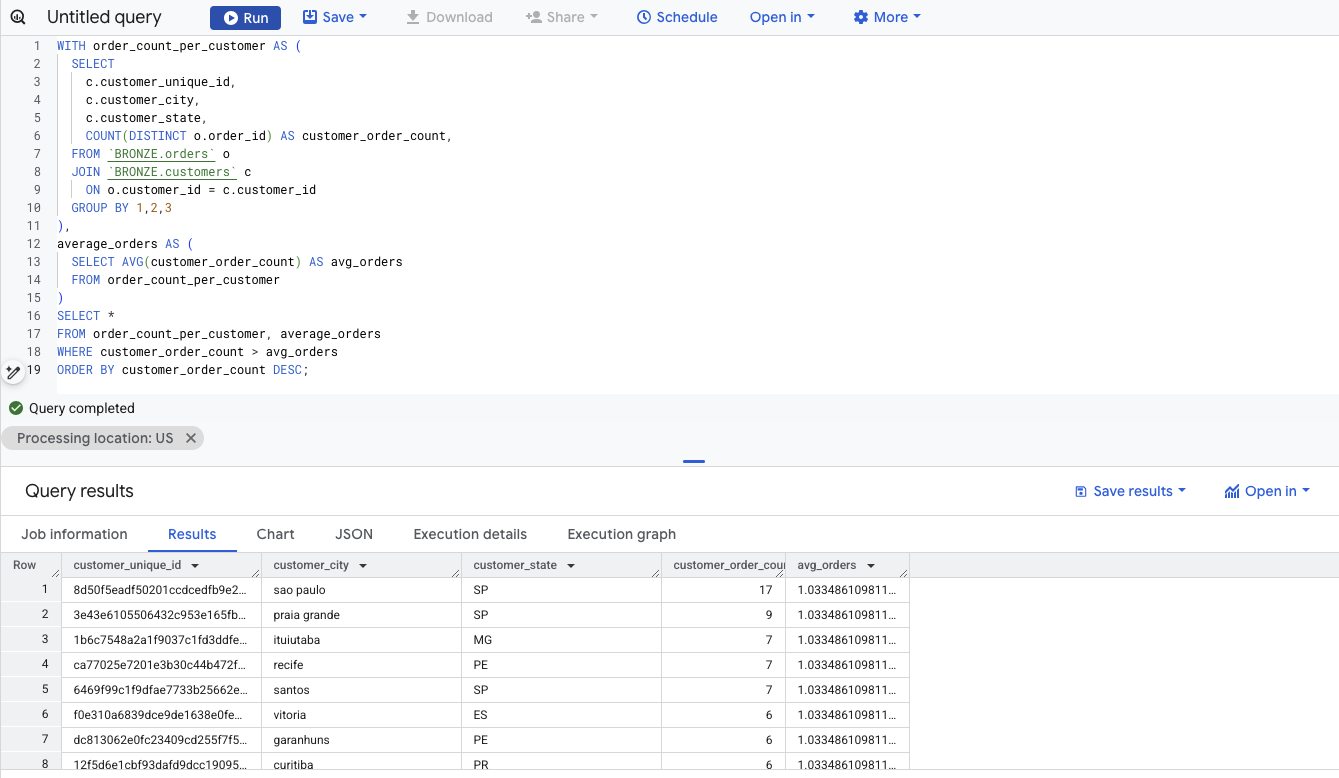 Untitled query Run Save Download Share Schedule Open in More
1 WITH order_count_per_customer AS (
2 SELECT
3 c.customer_unique_id,
4 c.customer_city,
5 c.customer_state,
6 COUNT(DISTINCT o.order_id) AS customer_order_count,
7 FROM `BRONZE.orders` o
8 JOIN `BRONZE.customers` c
9 ON o.customer_id = c.customer_id
10 GROUP BY 1,2,3
11 ),
12 average_orders AS (
13 SELECT AVG(customer_order_count) AS avg_orders
14 FROM order_count_per_customer
15 )
16 SELECT *
17 FROM order_count_per_customer, average_orders
18 WHERE customer_order_count > avg_orders
19 ORDER BY customer_order_count DESC;
Query completed
Processing location: US
Query results Save results Open in
Job information Results Chart JSON Execution details Execution graph
Row customer_unique_id customer_city customer_state customer_order_cou avg_orders
1 8d50f5eadf50201ccdcedfb9e2... sao paulo SP 17 1.033486109811...
2 3e43e6105506432c953e165fb... praia grande SP 9 1.033486109811...
3 1b6c7548a2a1f9037c1fd3ddfe... ituiutaba MG 7 1.033486109811...
4 ca77025e7201e3b30c44b472f... recife PE 7 1.033486109811...
5 6469f99c1f9dfae7733b25662e... santos SP 7 1.033486109811...
6 f0e310a6839dce9de1638e0fe... vitoria ES 6 1.033486109811...
7 dc813062e0fc23409cd255f7f5... garanhuns PE 6 1.033486109811...
8 12f5d6e1cbf93dafd9dcc19095... curitiba PR 6 1.033486109811...